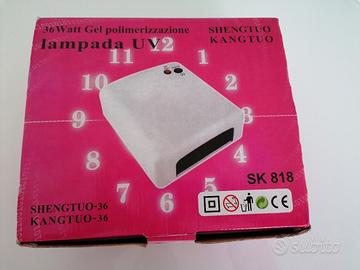 36Watt Gel polimerizzazione
lampada UV
SHENGTUO
KANGTUO
12
11
1
10
2
9
3
8
4
7
6
5
SK 818
SHENGTUO-36
KANGTUO-36
CE
subito